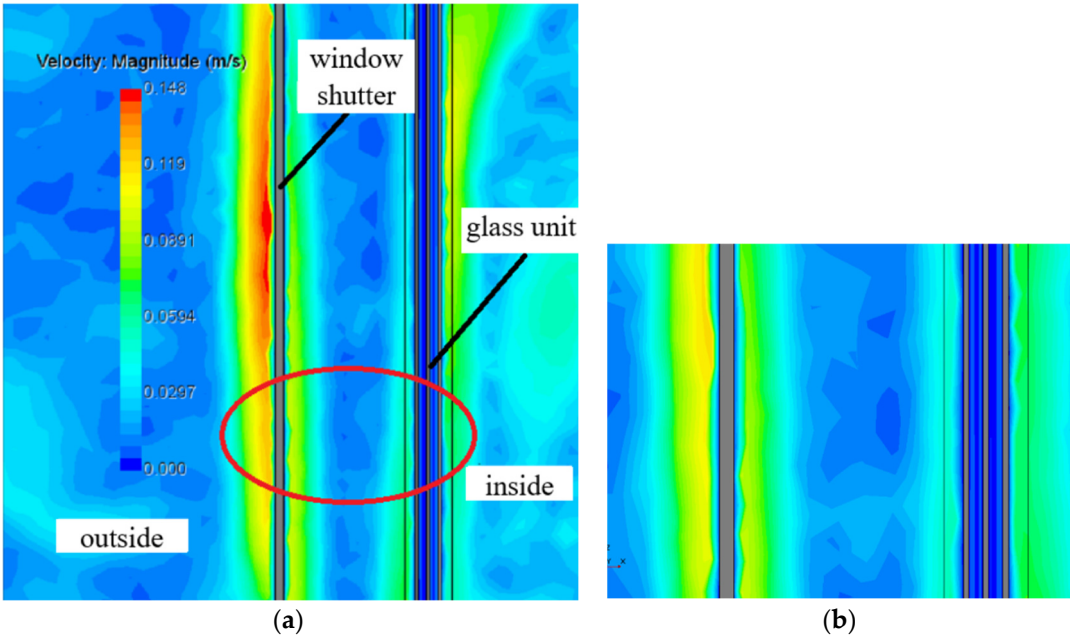 Velocity: Magnitude (m/s)
0.148
0.119
0.0891
0.0594
0.0297
0.000
window
shutter
glass unit
inside
outside
X
(a)
(b)